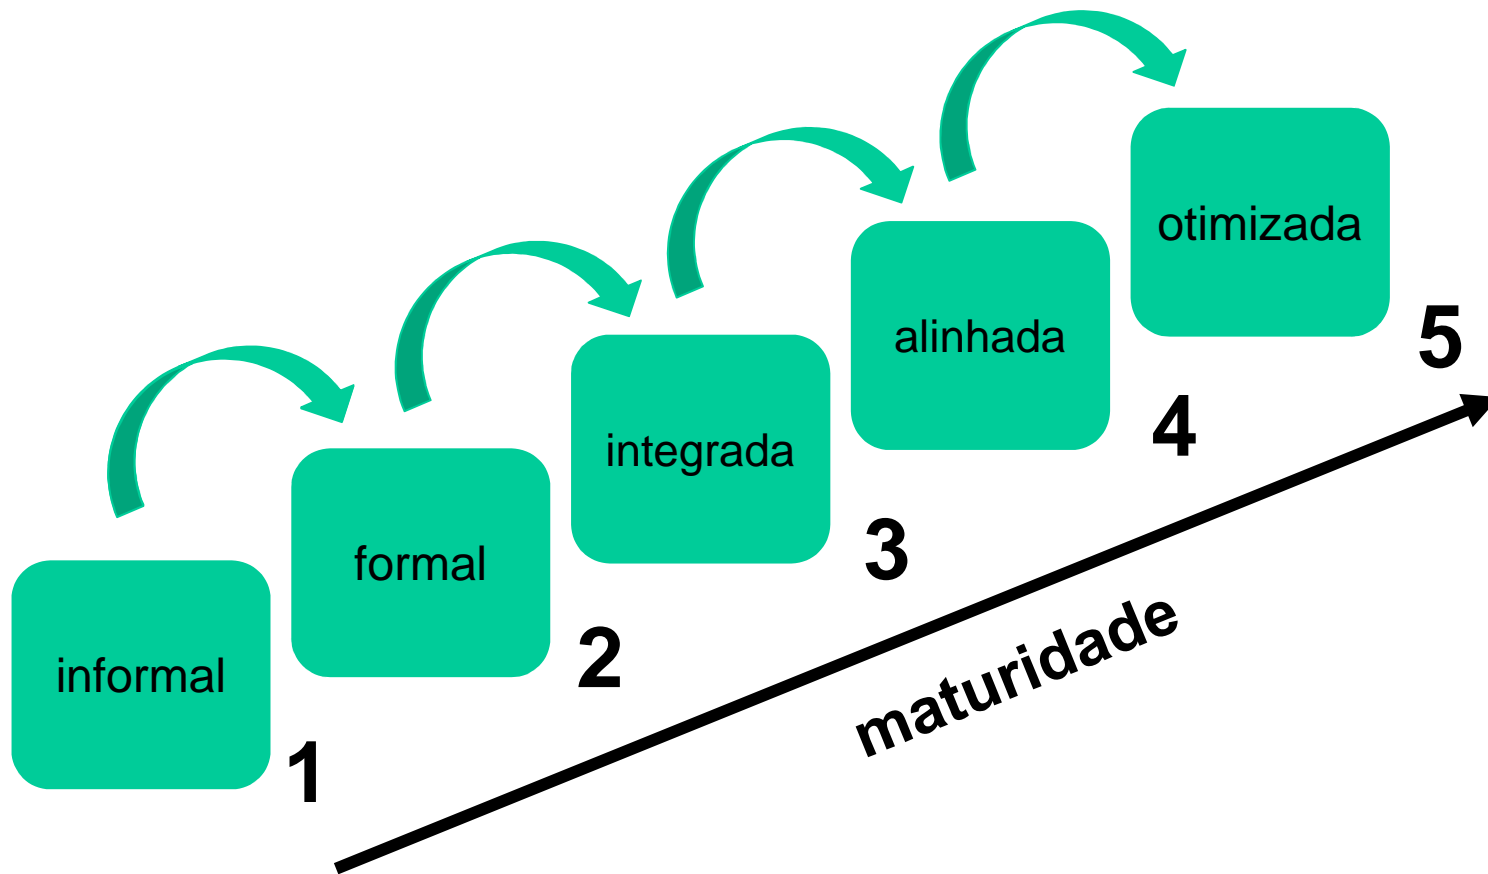 informal
1
formal
2
integrada
3
alinhada
4
otimizada
5
maturidade